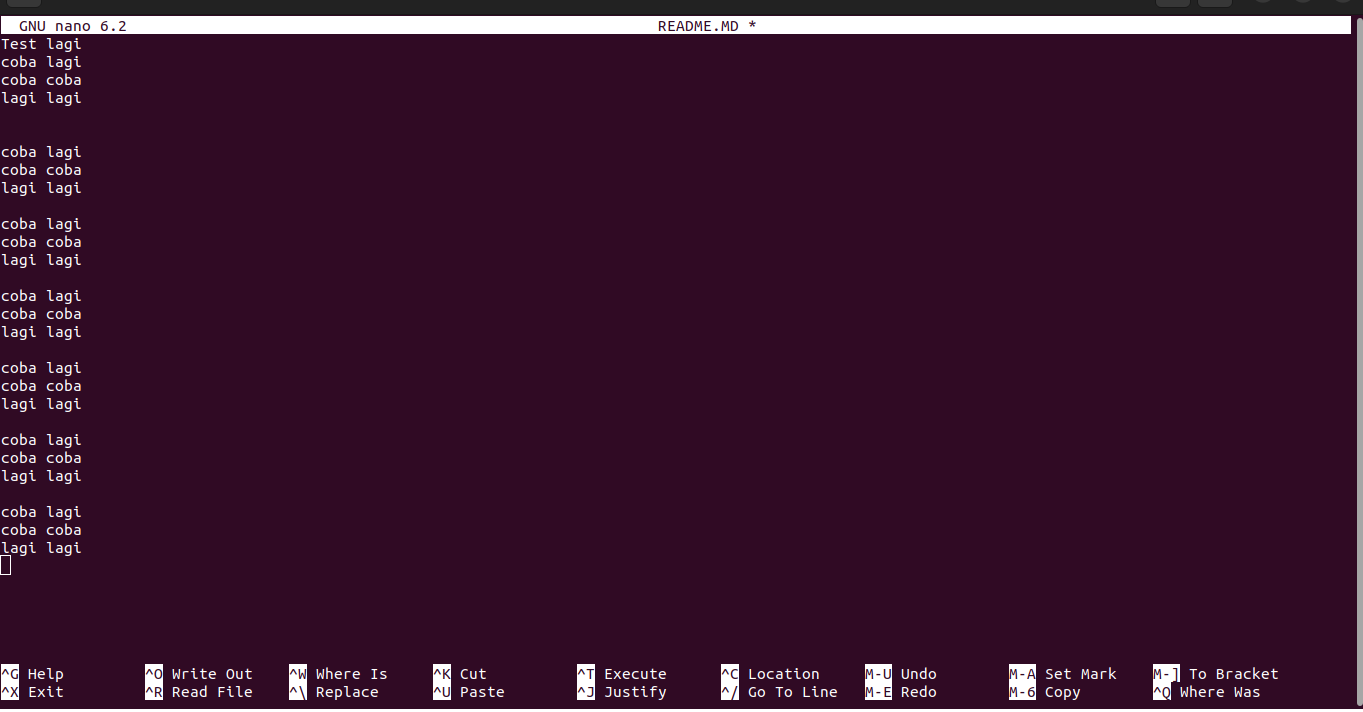 GNU nano 6.2 README.MD *
Test lagi
coba lagi
coba coba
lagi lagi
coba lagi
coba coba
lagi lagi
coba lagi
coba coba
lagi lagi
coba lagi
coba coba
lagi lagi
coba lagi
coba coba
lagi lagi
coba lagi
coba coba
lagi lagi
coba lagi
coba coba
lagi lagi
^G Help ^O Write Out ^W Where Is ^K Cut ^T Execute ^C Location M-U Undo M-A Set Mark M-] To Bracket
^X Exit ^R Read File ^\ Replace ^U Paste ^J Justify ^/ Go To Line M-E Redo M-6 Copy ^Q Where Was